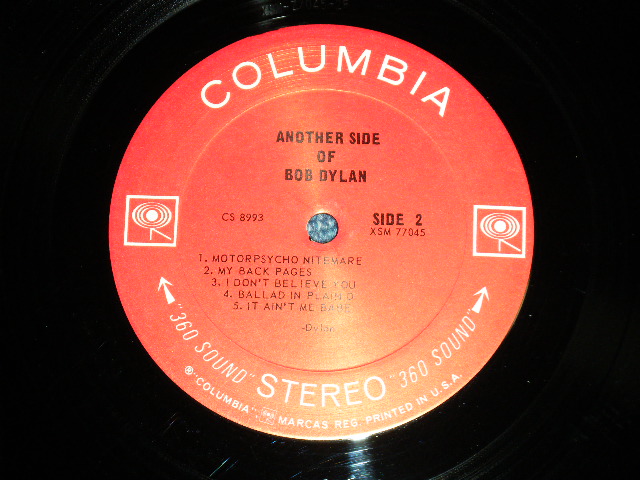 COLUMBIA
ANOTHER SIDE
OF
BOB DYLAN
CS 8993
SIDE 2
XSM 77045
1. MOTORPSYCHO NITEMARE
2. MY BACK PAGES
3. I DON'T BELIEVE YOU
4. BALLAD IN PLAIN D
5. IT AIN'T ME BABE
-Dylan
"360 SOUND" STEREO "360 SOUND"
® "COLUMBIA" MARCAS REG. PRINTED IN U.S.A.